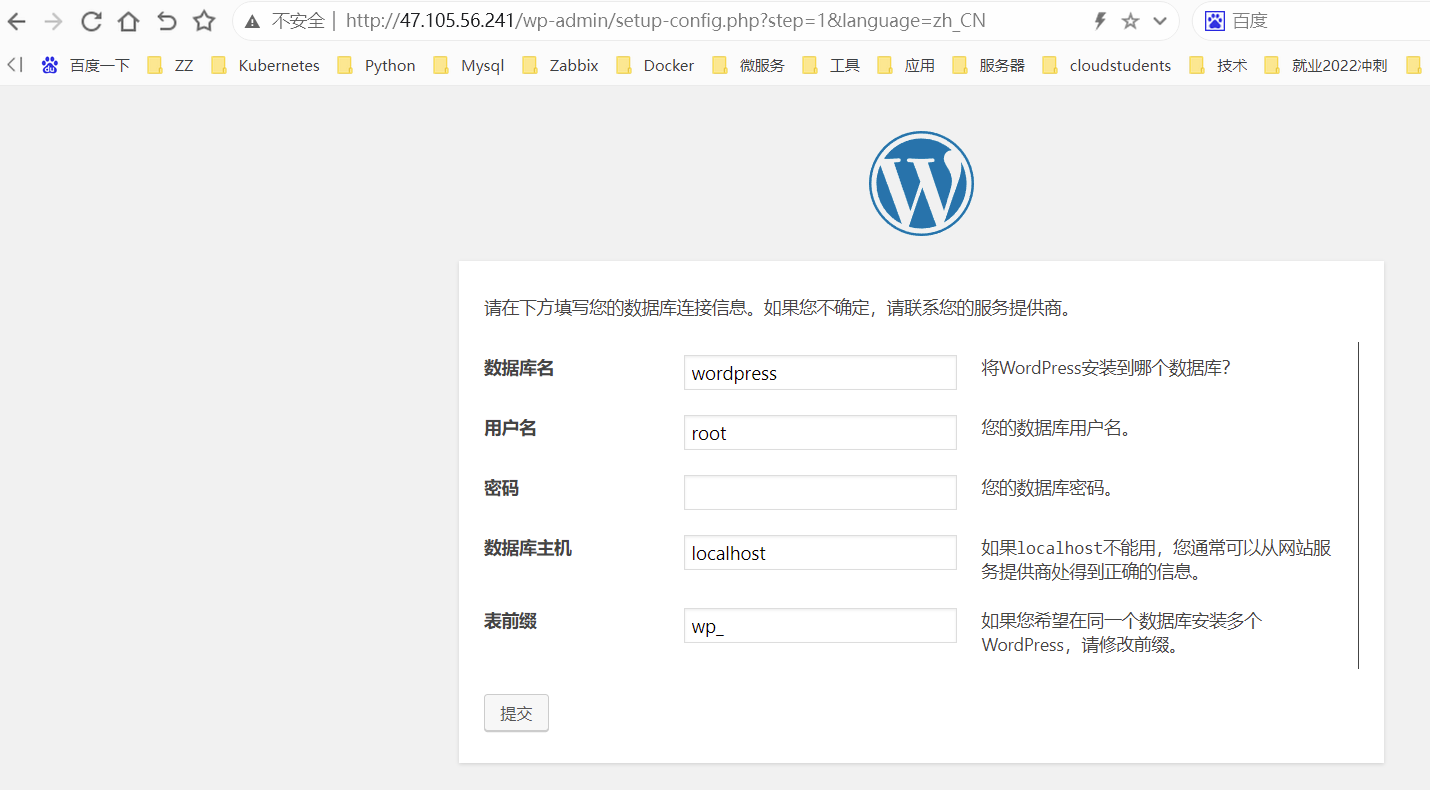 不安全 | http://47.105.56.241/wp-admin/setup-config.php?step=1&language=zh_CN 百度
百度一下 ZZ Kubernetes Python Mysql Zabbix Docker 微服务 工具 应用 服务器 cloudstudents 技术 就业2022冲刺
请在下方填写您的数据库连接信息。如果您不确定，请联系您的服务提供商。
数据库名 wordpress 将WordPress安装到哪个数据库？
用户名 root 您的数据库用户名。
密码 您的数据库密码。
数据库主机 localhost 如果localhost不能用，您通常可以从网站服
务提供商处得到正确的信息。
表前缀 wp_ 如果您希望在同一个数据库安装多个
WordPress，请修改前缀。
提交